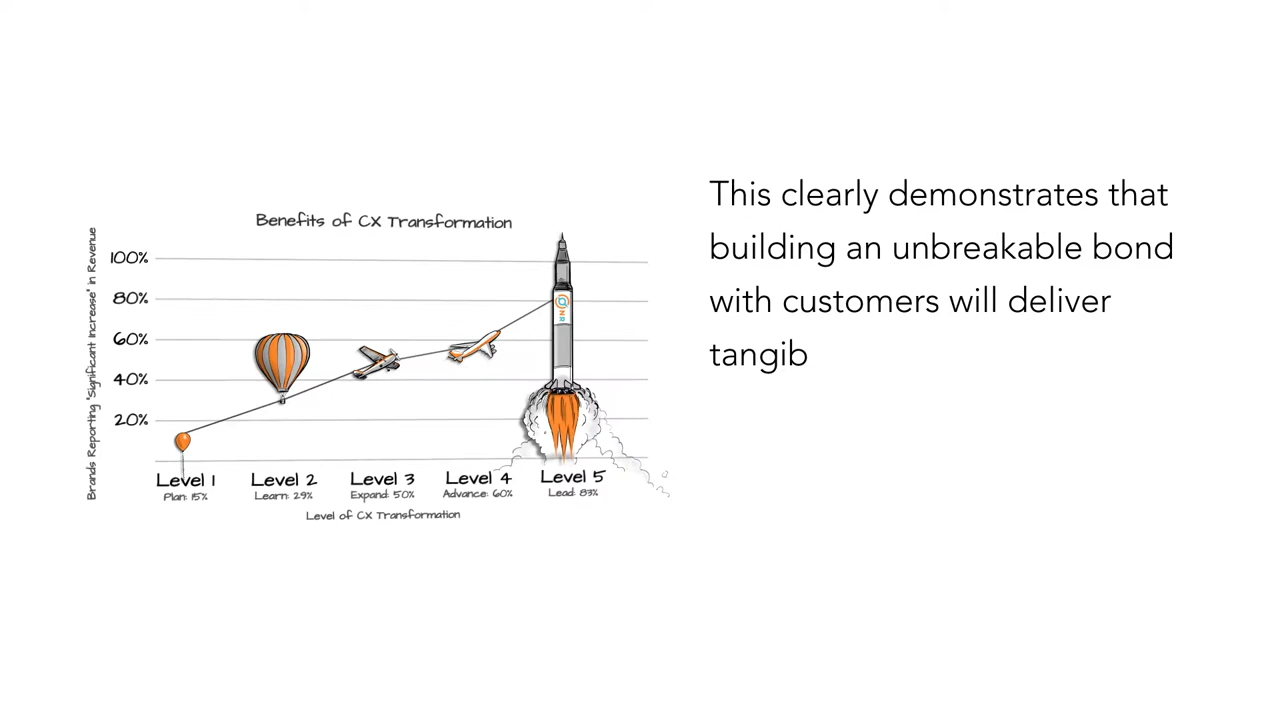 Benefits of CX Transformation
Brands Reporting 'Significant Increase' in Revenue
100%
80%
60%
40%
20%
Level 1
Plan: 15%
Level 2
Learn: 29%
Level 3
Expand: 50%
Level 4
Advance: 60%
Level 5
Lead: 83%
Level of CX Transformation
This clearly demonstrates that
building an unbreakable bond
with customers will deliver
tangib